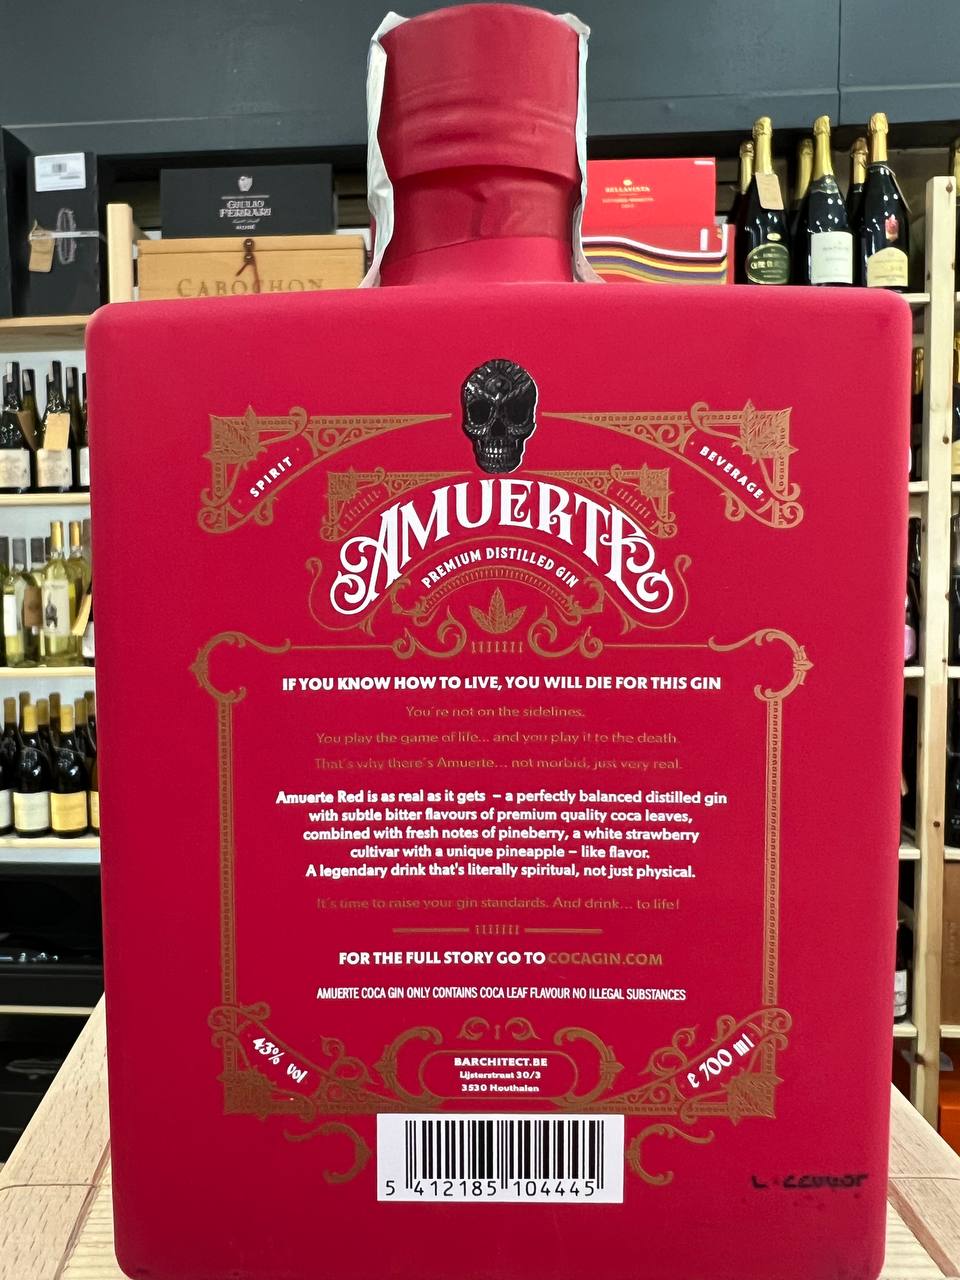 GIULIO
FERRARI
BELLAVISTA
CABOCHON
SPIRIT
BEVERAGE
AMUERTE
PREMIUM DISTILLED GIN
IF YOU KNOW HOW TO LIVE, YOU WILL DIE FOR THIS GIN
You're not on the sidelines.
You play the game of life... and you play it to the death.
That's why there's Amuerte... not morbid, just very real.
Amuerte Red is as real as it gets – a perfectly balanced distilled gin
with subtle bitter flavours of premium quality coca leaves,
combined with fresh notes of pineberry, a white strawberry
cultivar with a unique pineapple – like flavor.
A legendary drink that's literally spiritual, not just physical.
It's time to raise your gin standards. And drink... to life!
FOR THE FULL STORY GO TO COCAGIN.COM
AMUERTE COCA GIN ONLY CONTAINS COCA LEAF FLAVOUR NO ILLEGAL SUBSTANCES
43% vol
e 700 ml
BARCHITECT.BE
Lijsterstraat 30/3
3530 Houthalen
5 412185 104445